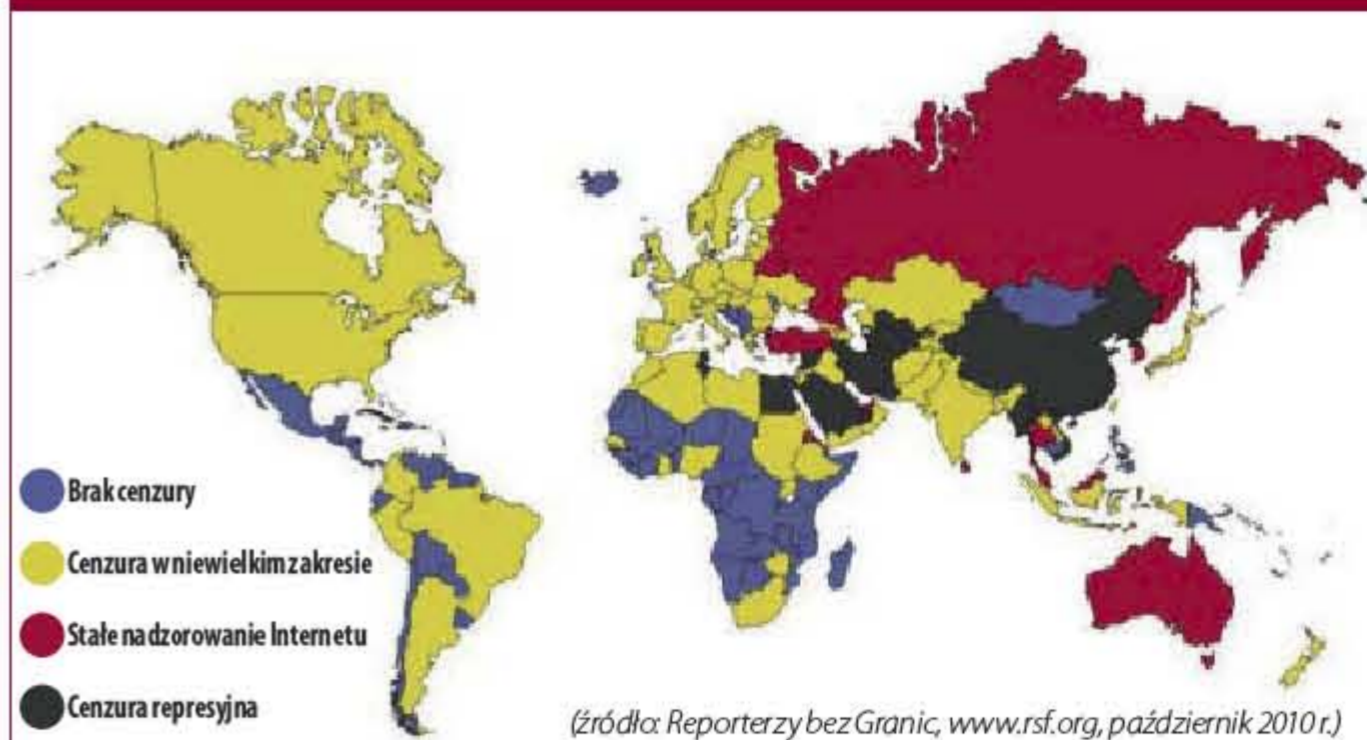 Brak cenzury
Cenzura w niewielkim zakresie
Stałe nadzorowanie Internetu
Cenzura represyjna
(źródło: Reporterzy bez Granic, www.rsf.org, październik 2010 r.)